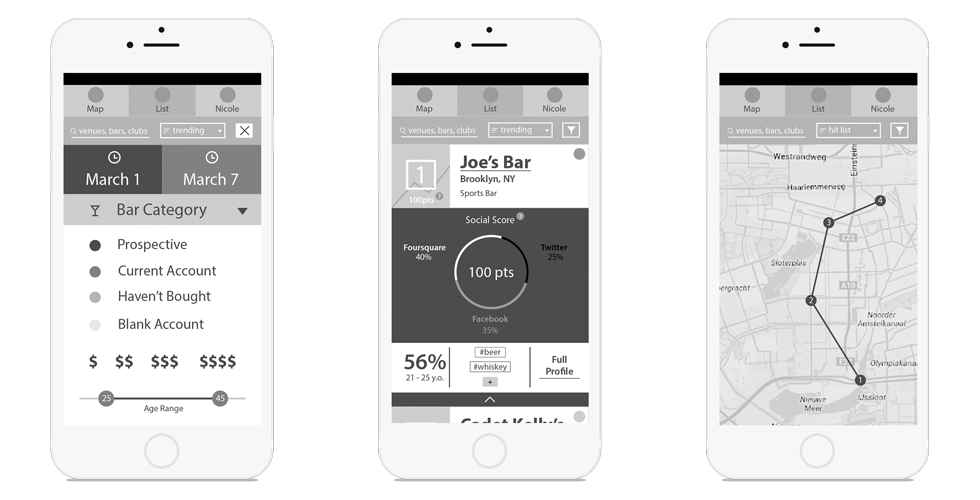 Map List Nicole
venues, bars, clubs trending
March 1 March 7
Bar Category
Prospective
Current Account
Haven't Bought
Blank Account
$ $$ $$$ $$$$
25 45
Age Range
Map List Nicole
venues, bars, clubs trending
1
100pts ?
Joe's Bar
Brooklyn, NY
Sports Bar
Social Score ?
Foursquare
40%
Twitter
25%
100 pts
Facebook
35%
56%
21 - 25 y.o.
#beer
#whiskey
+
Full
Profile
Cadet Kelly's
Map List Nicole
venues, bars, clubs hit list
Westrandweg
Einstein
Haarlemmerweg
4
3
E22
Sloterplas
A10
ergracht
2
Noorder
Amstelkanaal
Olympiakana
1
IJssloot
Nieuwe
Meer